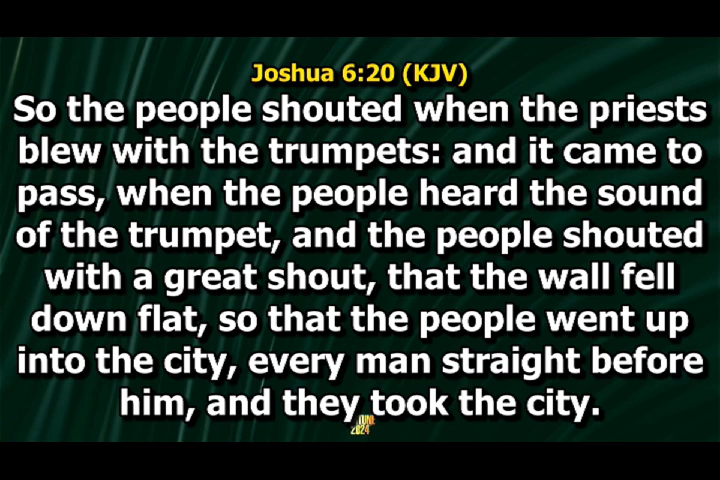 Joshua 6:20 (KJV)
So the people shouted when the priests
blew with the trumpets: and it came to
pass, when the people heard the sound
of the trumpet, and the people shouted
with a great shout, that the wall fell
down flat, so that the people went up
into the city, every man straight before
him, and they took the city.
2024